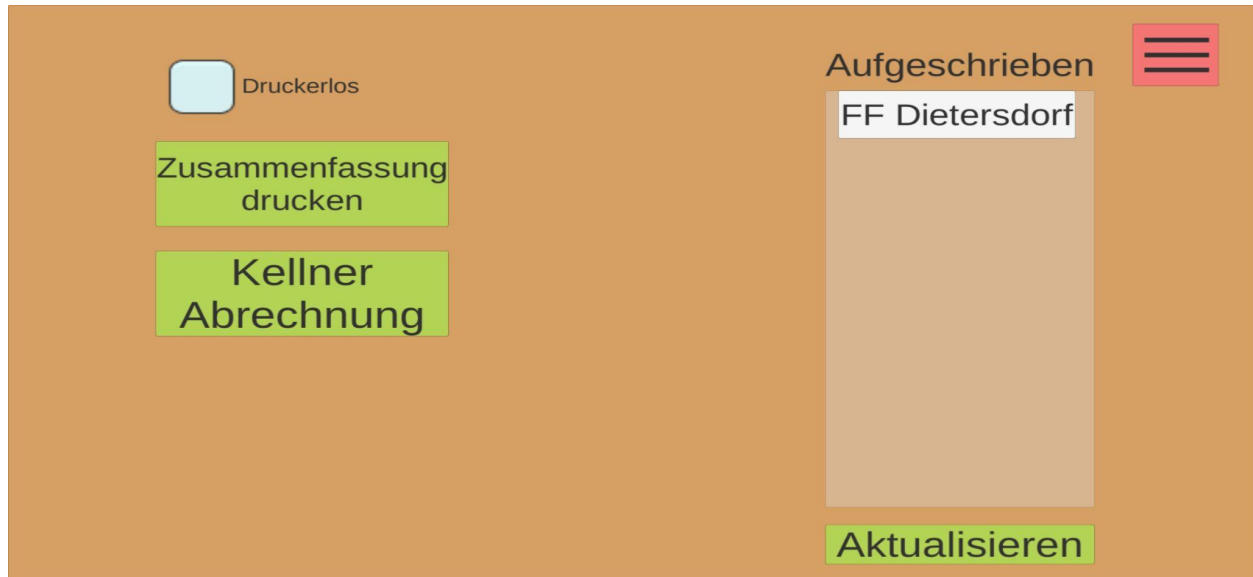 Druckerlos
Zusammenfassung
drucken
Kellner
Abrechnung
Aufgeschrieben
FF Dietersdorf
Aktualisieren